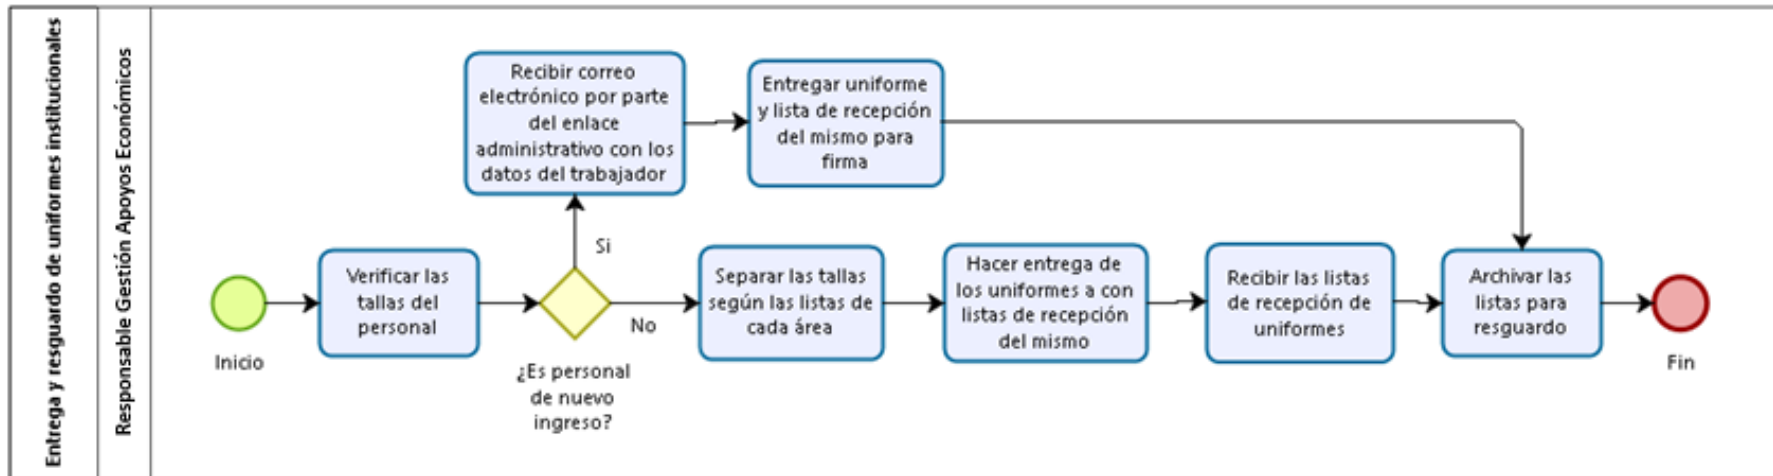 Entrega y resguardo de uniformes institucionales
Responsable Gestión Apoyos Económicos
Inicio
Verificar las
tallas del
personal
¿Es personal
de nuevo
ingreso?
Si
Recibir correo
electrónico por parte
del enlace
administrativo con los
datos del trabajador
Entregar uniforme
y lista de recepción
del mismo para
firma
No
Separar las tallas
según las listas de
cada área
Hacer entrega de
los uniformes a con
listas de recepción
del mismo
Recibir las listas
de recepción de
uniformes
Archivar las
listas para
resguardo
Fin